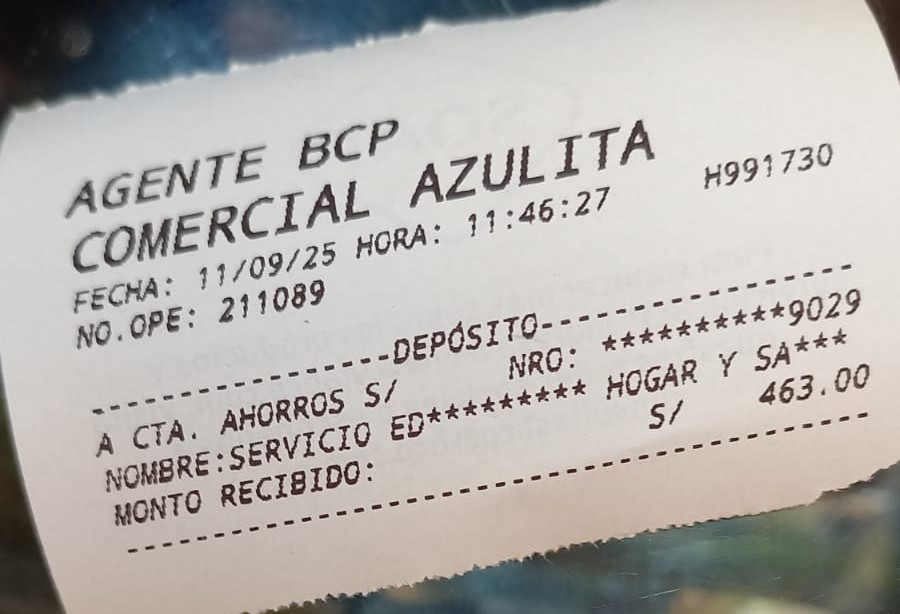 AGENTE BCP
COMERCIAL AZULITA
FECHA: 11/09/25 HORA: 11:46:27 H991730
NO.OPE: 211089
----------------DEPÓSITO-----------------
A CTA. AHORROS S/ NRO: **********9029
NOMBRE:SERVICIO ED********* HOGAR Y SA***
MONTO RECIBIDO: S/ 463.00
-----------------------------------------